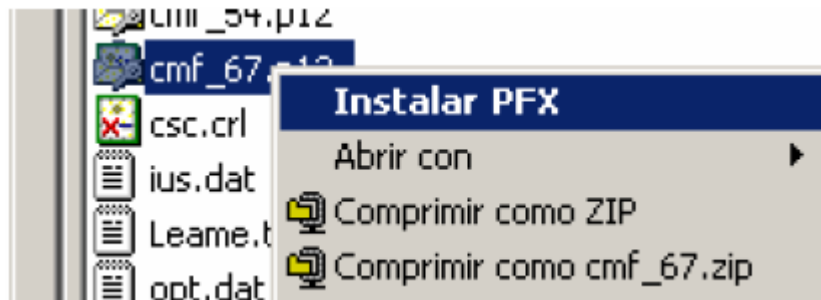 cmf_54.p12
cmf_67.p12
Instalar PFX
csc.crl
Abrir con
ius.dat
Comprimir como ZIP
Leame.t
Comprimir como cmf_67.zip
opt.dat